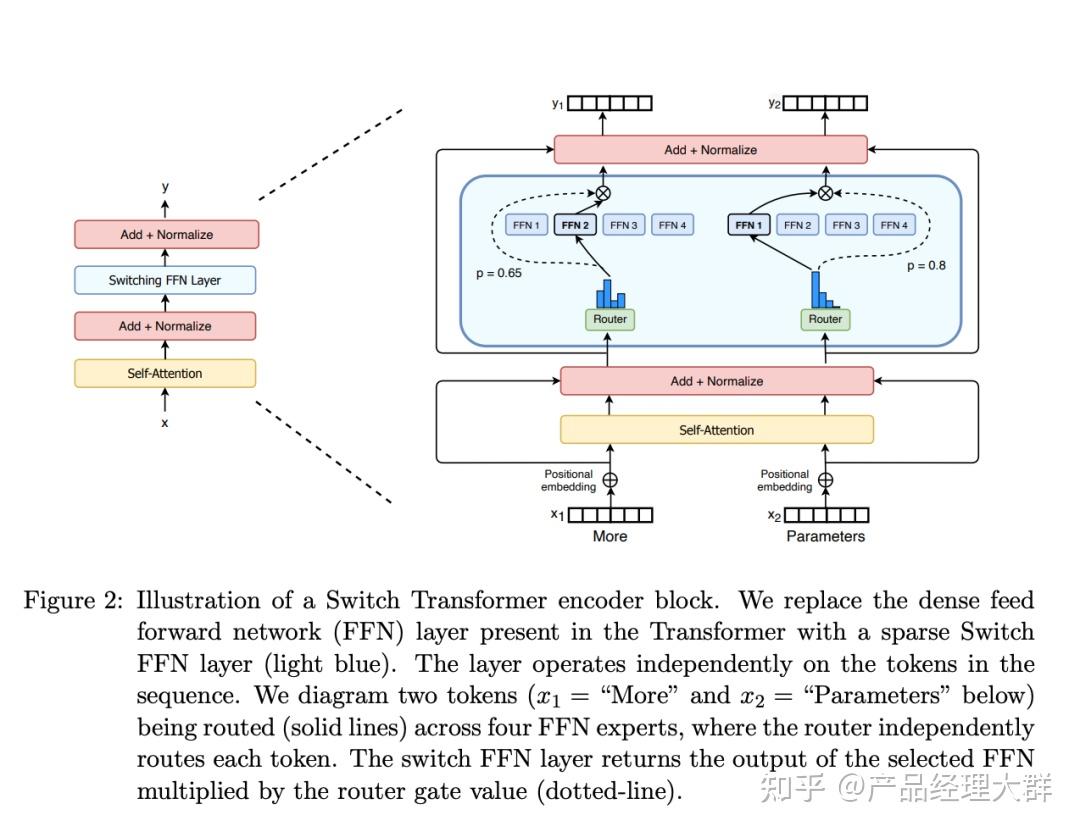 y
Add + Normalize
Switching FFN Layer
Add + Normalize
Self-Attention
x
y1 y2
Add + Normalize
FFN 1 FFN 2 FFN 3 FFN 4 FFN 1 FFN 2 FFN 3 FFN 4
p = 0.65 p = 0.8
Router Router
Add + Normalize
Self-Attention
Positional
embedding
Positional
embedding
x1 x2
More Parameters
Figure 2: Illustration of a Switch Transformer encoder block. We replace the dense feed
forward network (FFN) layer present in the Transformer with a sparse Switch
FFN layer (light blue). The layer operates independently on the tokens in the
sequence. We diagram two tokens (x1 = “More” and x2 = “Parameters” below)
being routed (solid lines) across four FFN experts, where the router independently
routes each token. The switch FFN layer returns the output of the selected FFN
multiplied by the router gate value (dotted-line).
知乎 @产品经理大群